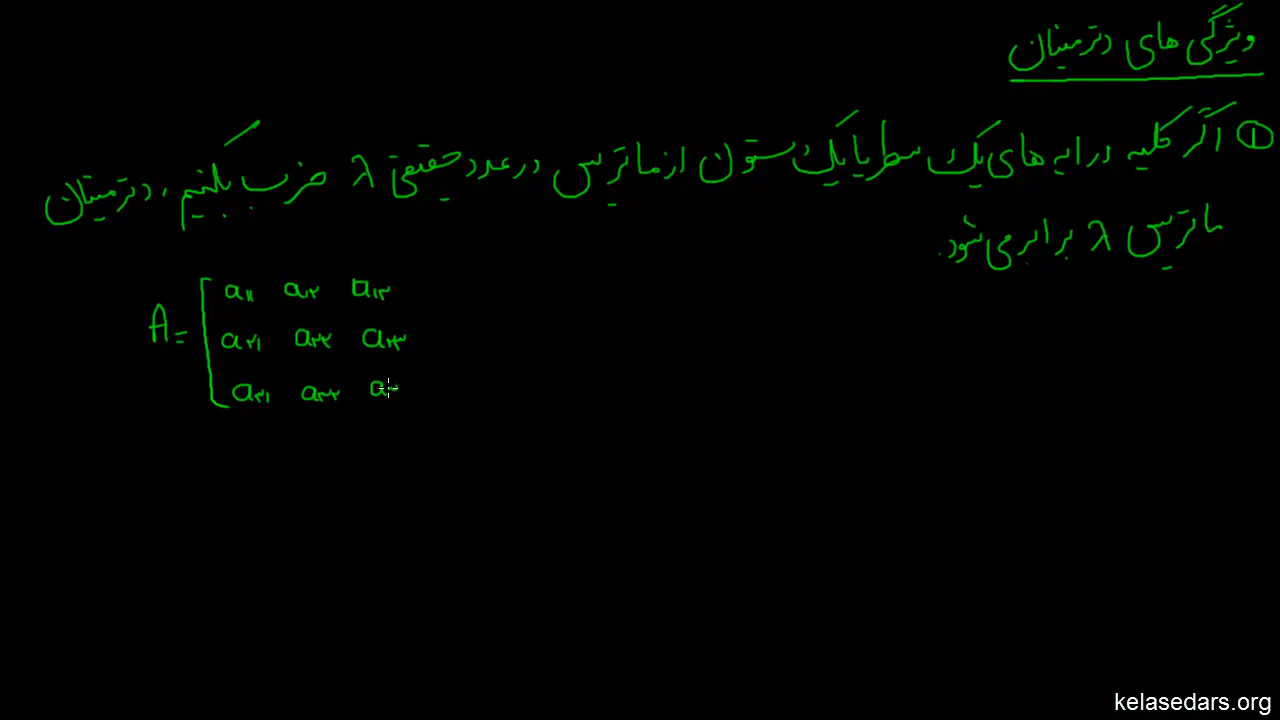 ویژگی های دترمینان
① اگر کلیه درایه های یک سطر یا یک ستون از ماتریس در عدد حقیقی λ ضرب بکنیم، دترمینان
ماتریس λ برابر می شود.
A = [ a۱۱ a۱۲ a۱۳
a۲۱ a۲۲ a۲۳
a۳۱ a۳۲ a
kelasedars.org